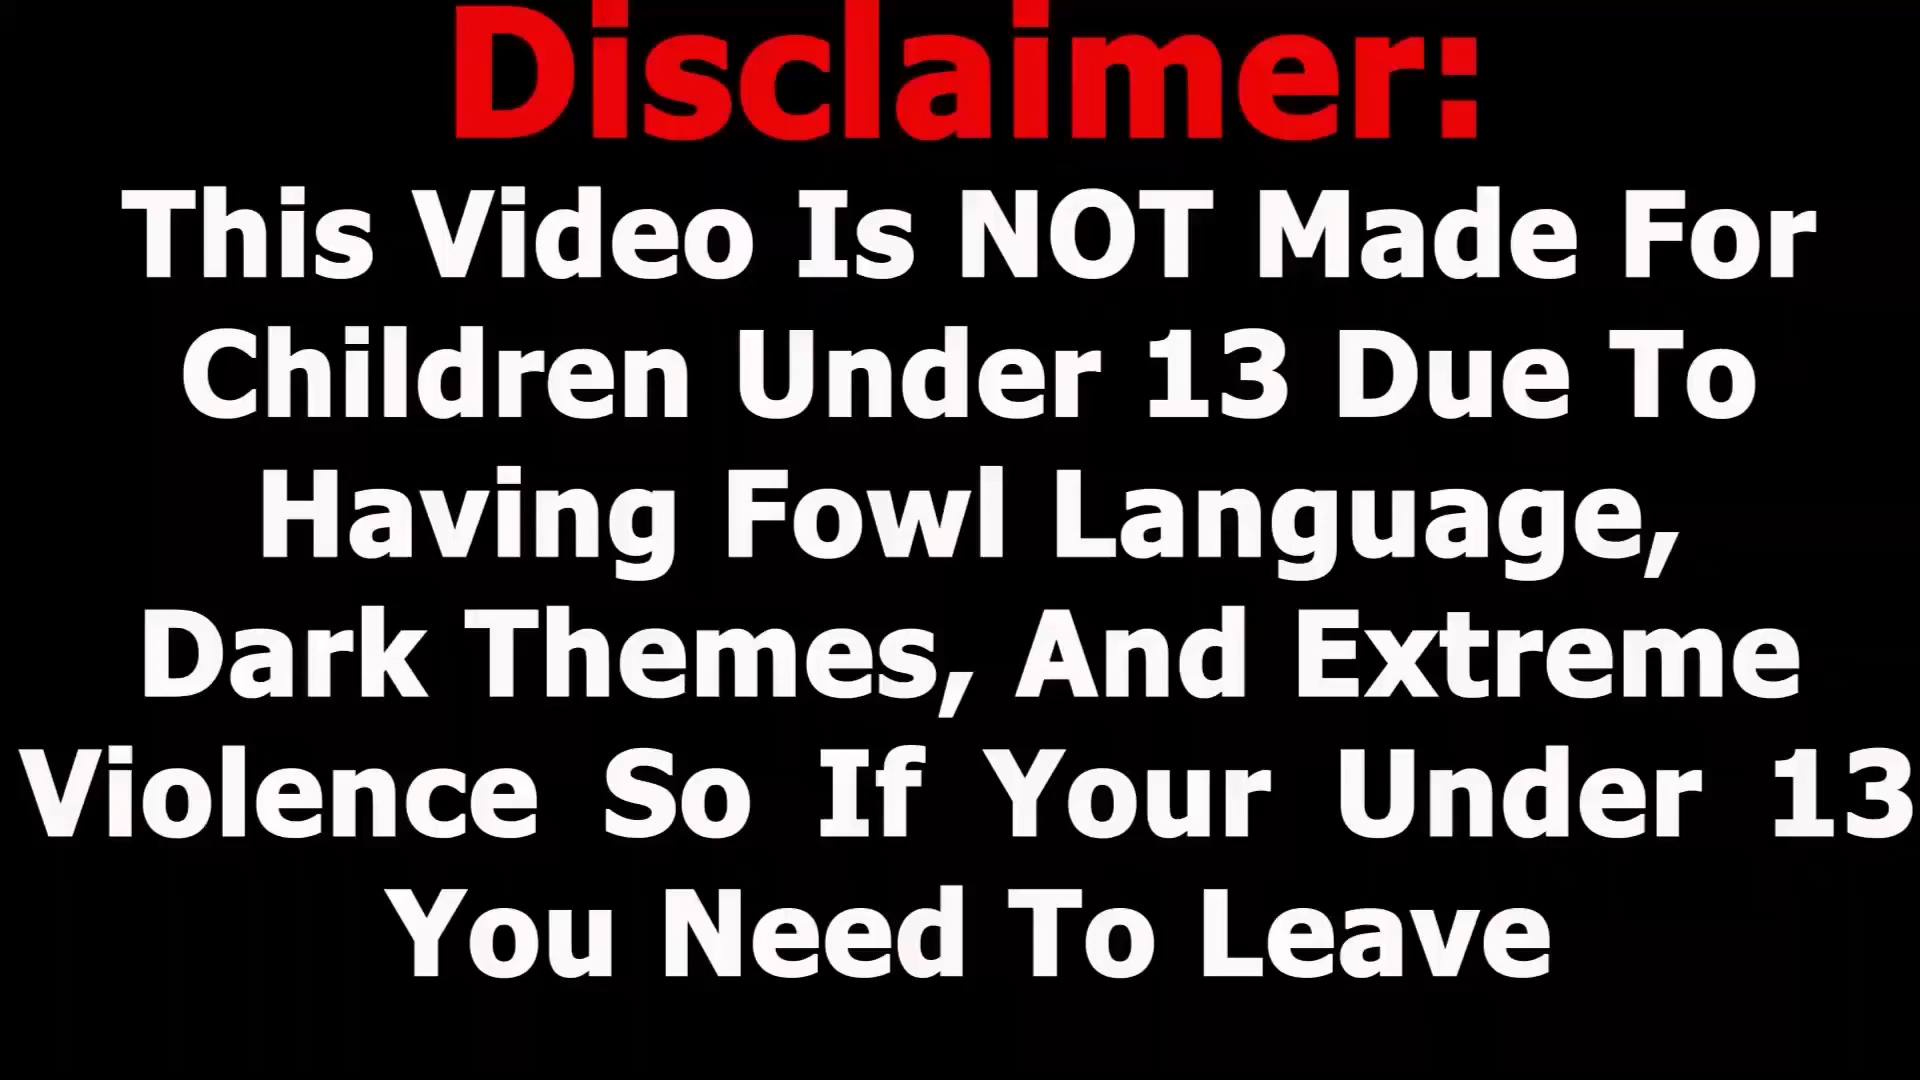 Disclaimer:
This Video Is NOT Made For
Children Under 13 Due To
Having Fowl Language,
Dark Themes, And Extreme
Violence So If Your Under 13
You Need To Leave